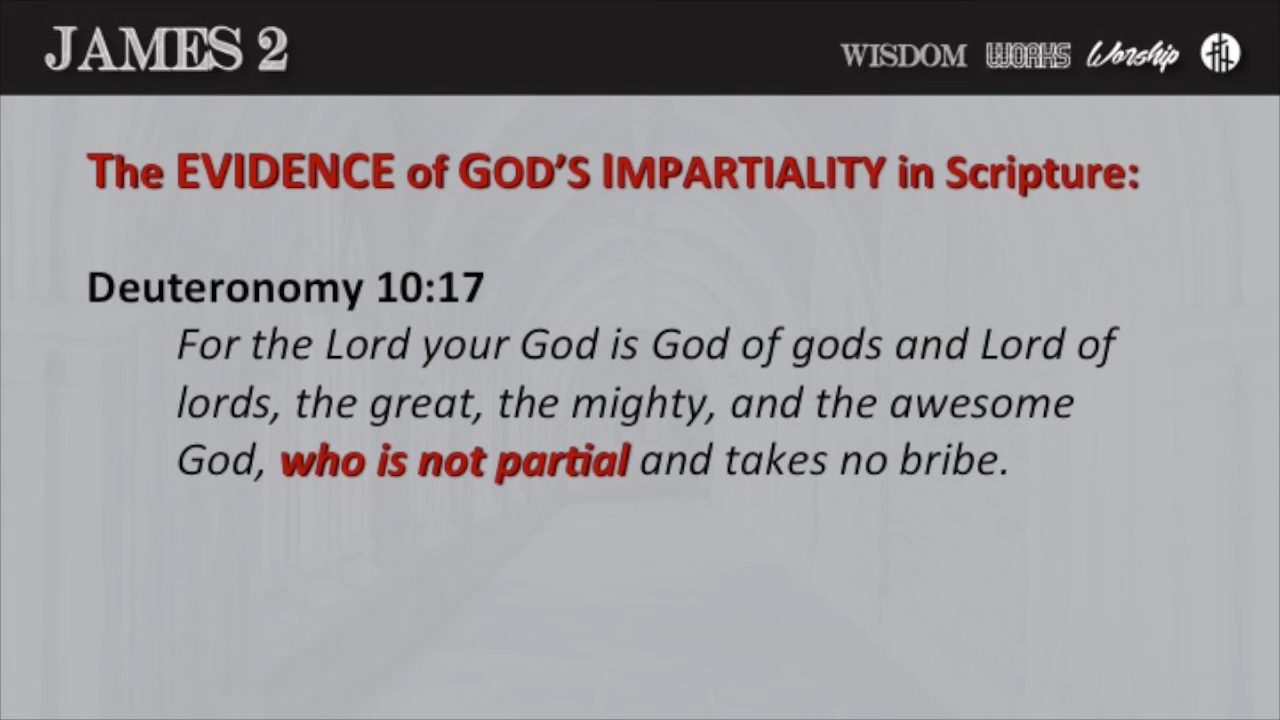 JAMES 2
WISDOM WORKS Worship
The EVIDENCE of GOD'S IMPARTIALITY in Scripture:
Deuteronomy 10:17
For the Lord your God is God of gods and Lord of
lords, the great, the mighty, and the awesome
God, who is not partial and takes no bribe.